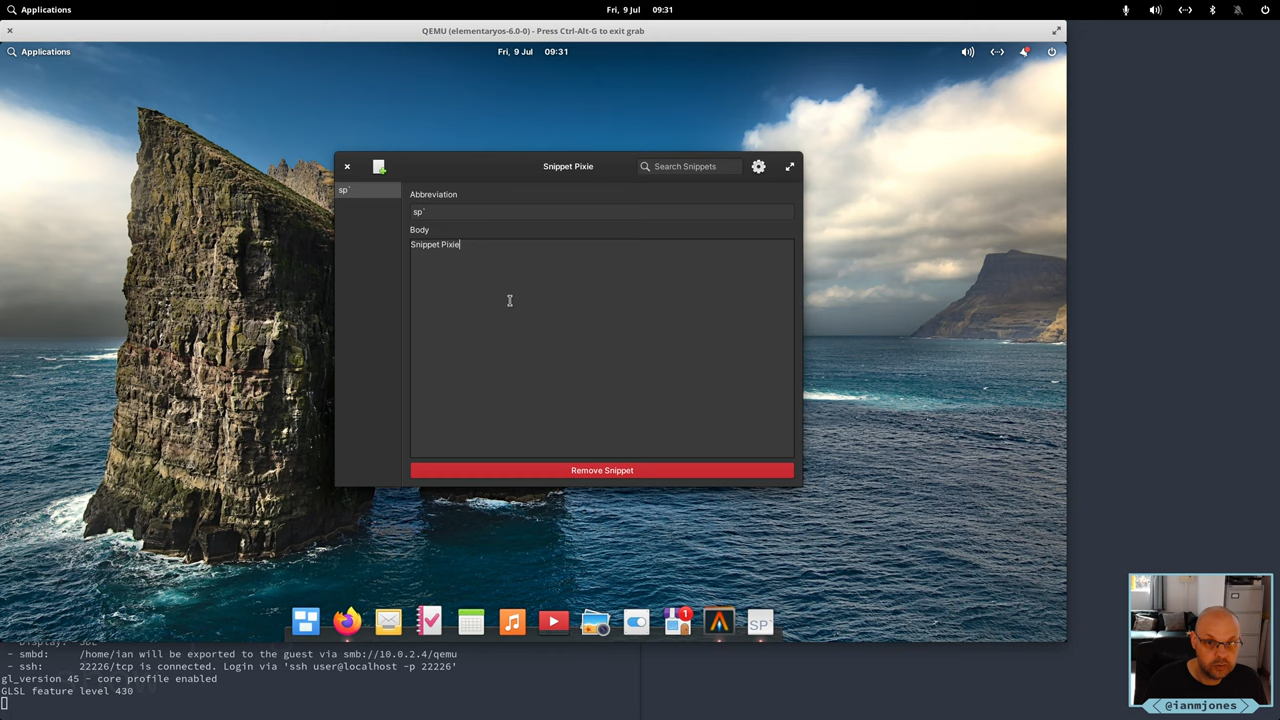 Applications
Fri, 9 Jul 09:31
QEMU (elementaryos-6.0-0) - Press Ctrl-Alt-G to exit grab
Applications
Fri, 9 Jul 09:31
Snippet Pixie
Search Snippets
sp`
Abbreviation
sp`
Body
Snippet Pixie
Remove Snippet
1
SP`
- smbd: /home/ian will be exported to the guest via smb://10.0.2.4/qemu
- ssh: 22226/tcp is connected. Login via 'ssh user@localhost -p 22226'
gl_version 45 - core profile enabled
GLSL feature level 430
@ianmjones